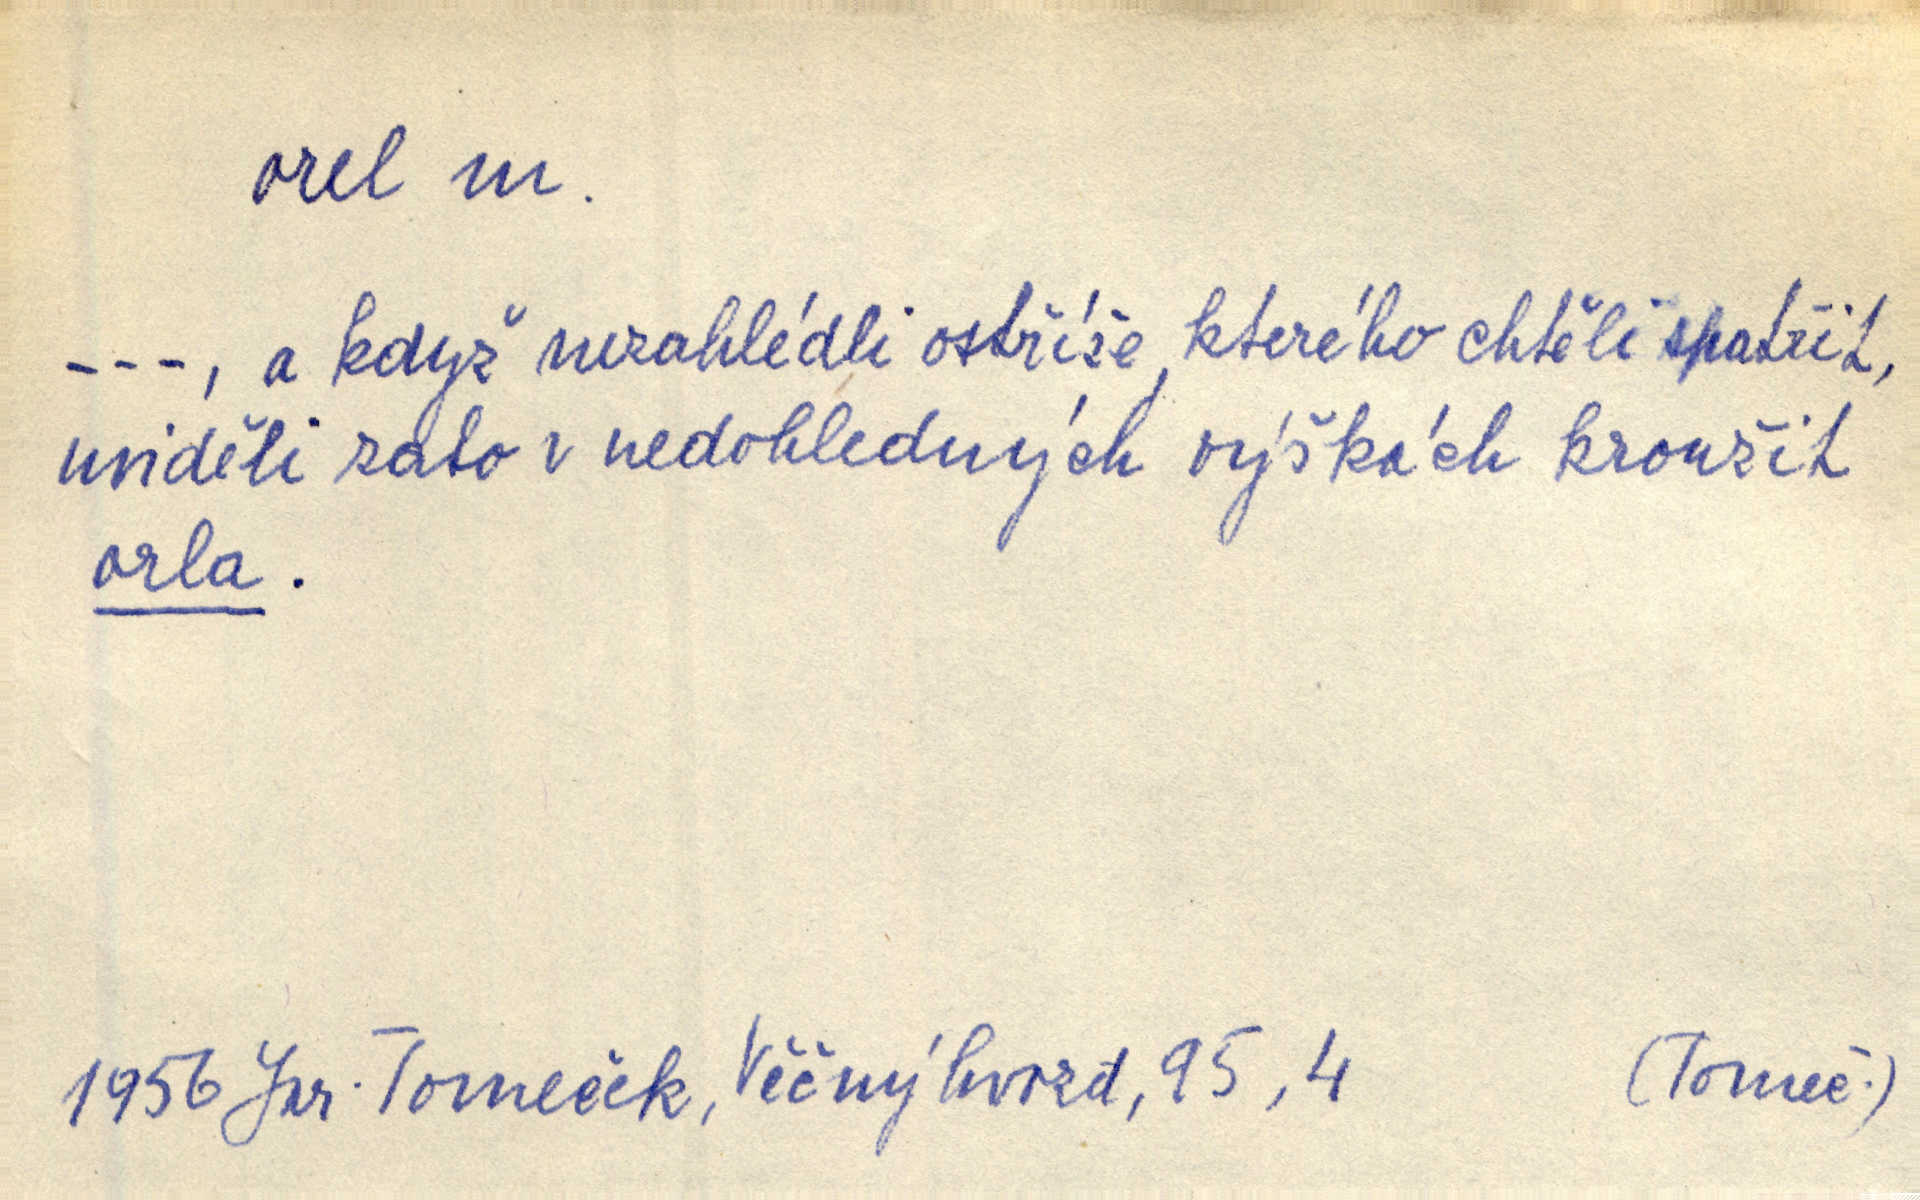 orel m.
---, a když nezahlédli ostříže, kterého chtěli spatřit,
uviděli zato v nedohledných výškách kroužit
orla.
1956 Jar. Tomeček, Věčný hvozd, 95, 4 (Tomeč.)